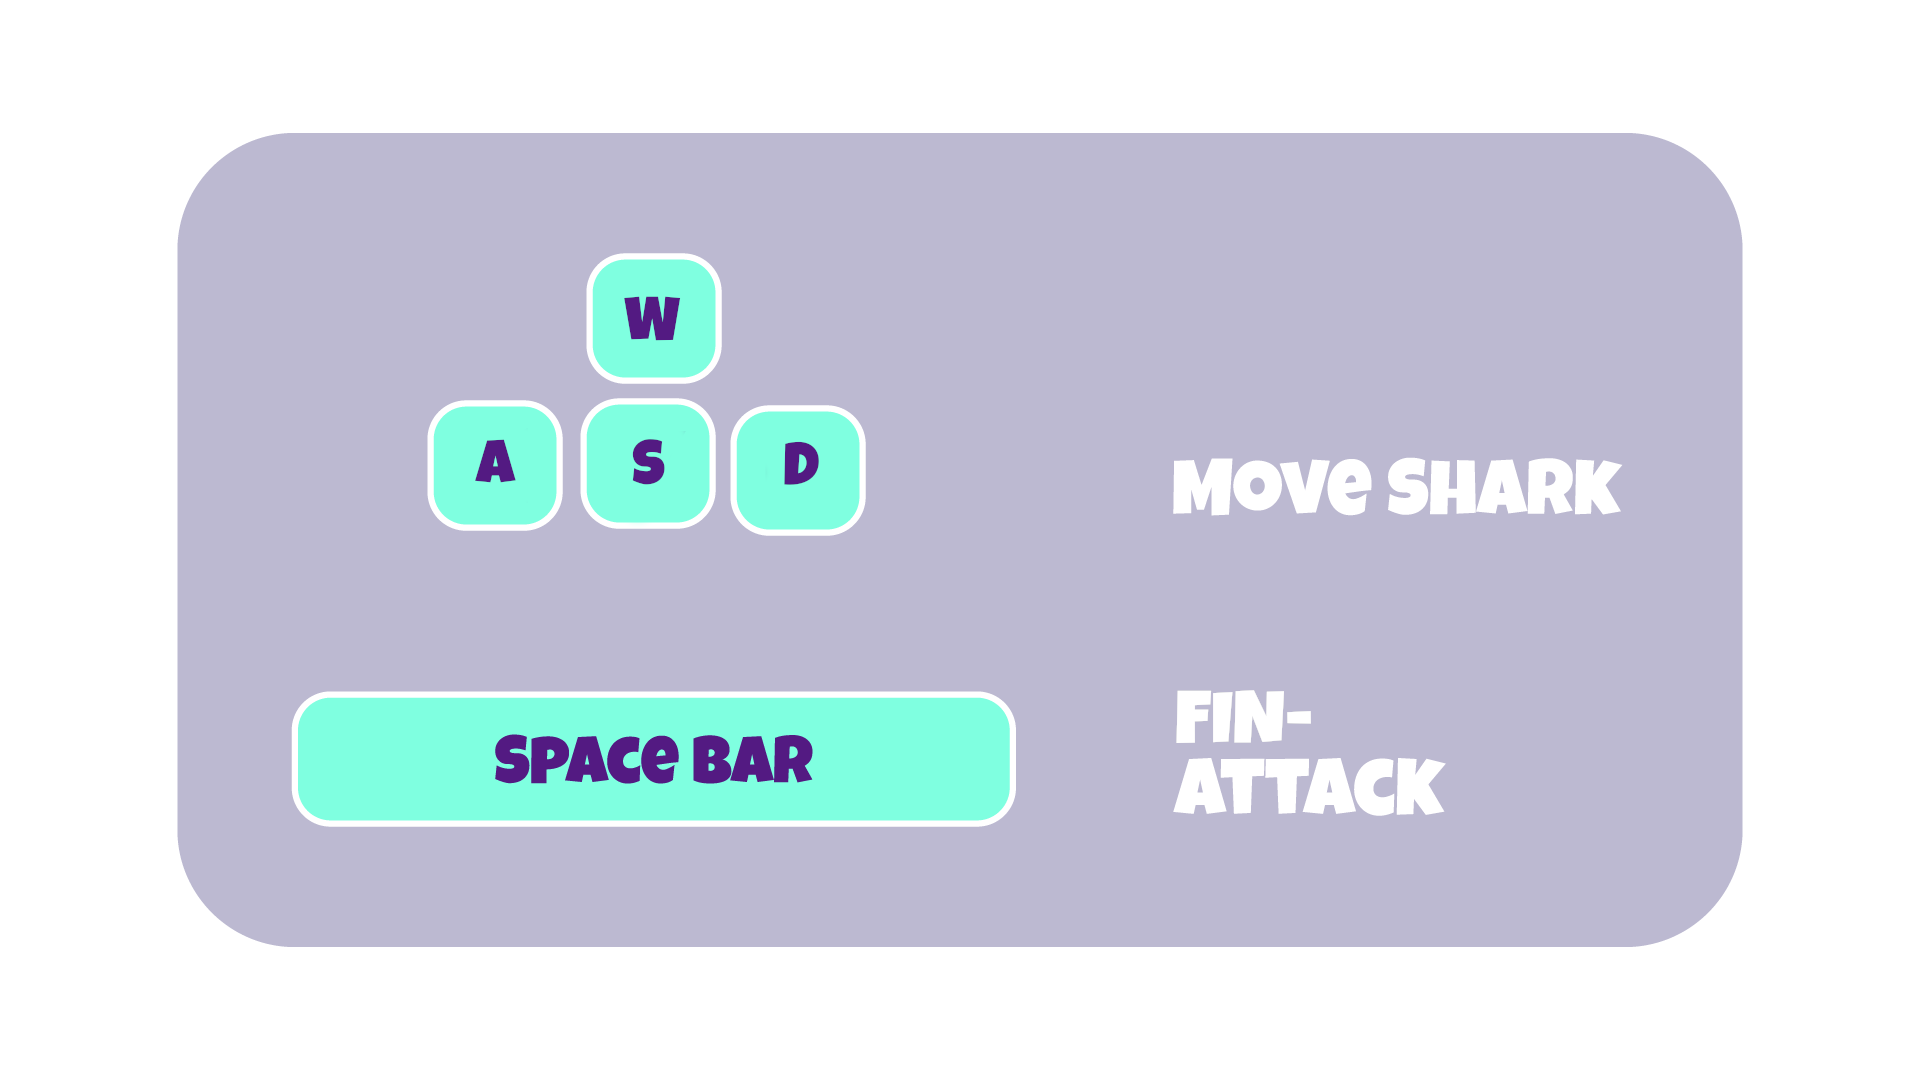 W
A S D
MOVE SHARK
SPACE BAR
FIN-
ATTACK